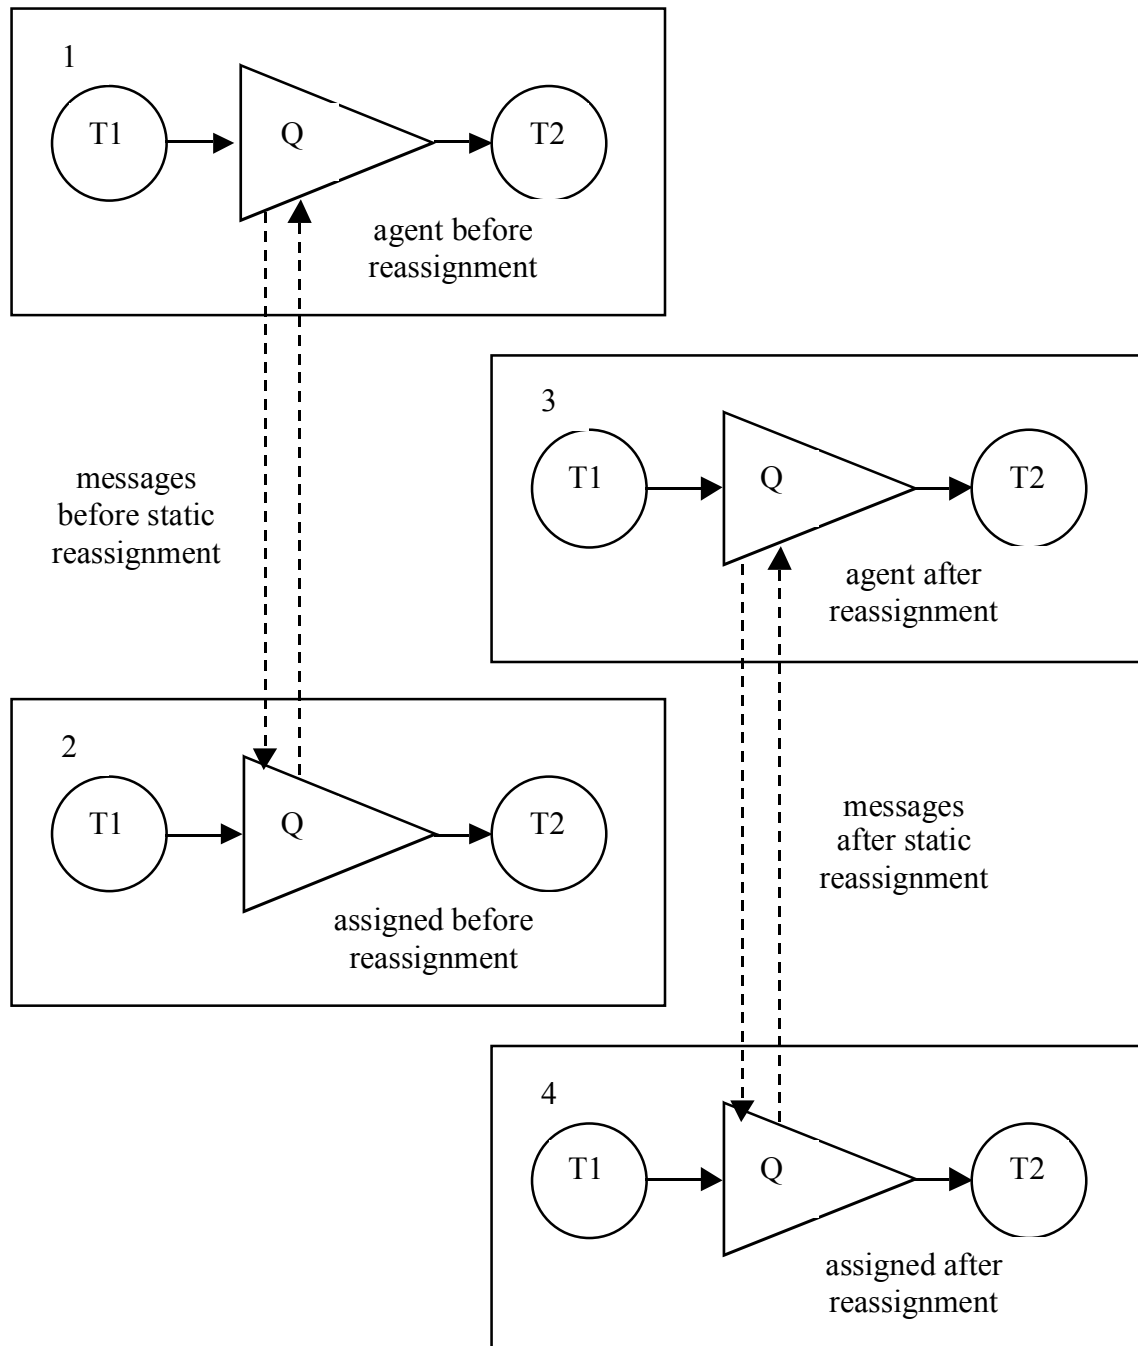 1
T1
Q
T2
agent before
reassignment
3
T1
Q
T2
agent after
reassignment
messages
before static
reassignment
2
T1
Q
T2
assigned before
reassignment
messages
after static
reassignment
4
T1
Q
T2
assigned after
reassignment